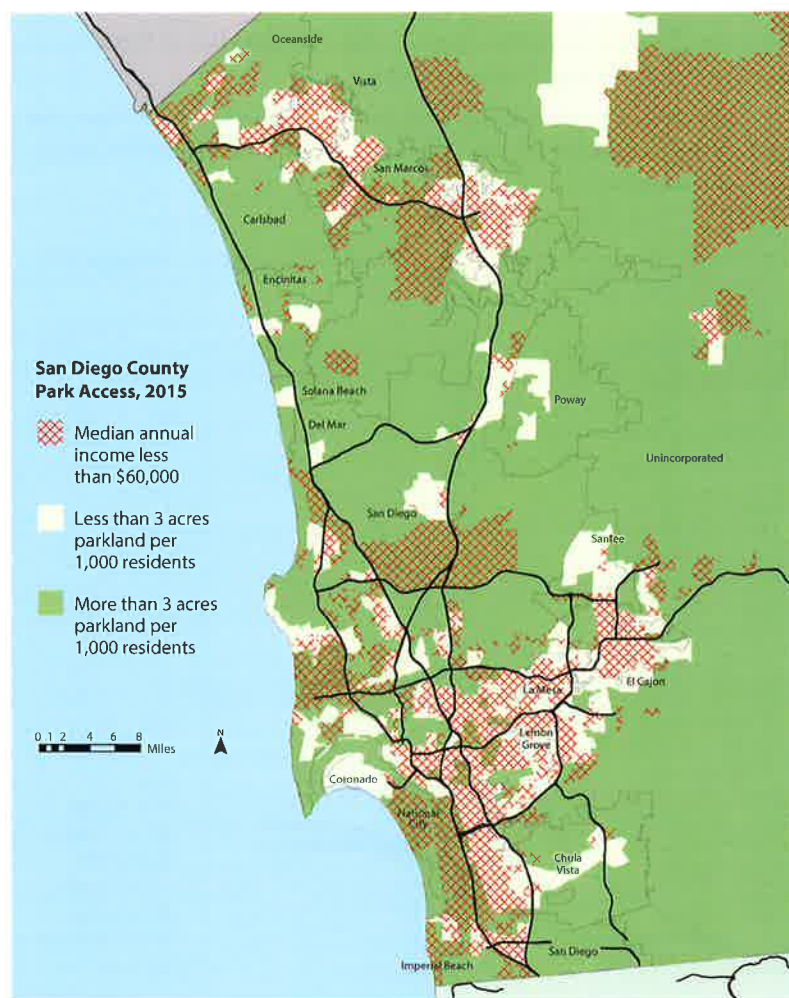 Oceanside
Vista
San Marcos
Carlsbad
Encinitas
San Diego County
Park Access, 2015
Median annual
income less
than $60,000
Less than 3 acres
parkland per
1,000 residents
More than 3 acres
parkland per
1,000 residents
Solana Beach
Del Mar
Poway
Unincorporated
San Diego
Santee
El Cajon
La Mesa
Lemon
Grove
0 1 2 4 6 8
Miles
N
Coronado
National
City
Chula
Vista
San Diego
Imperial Beach